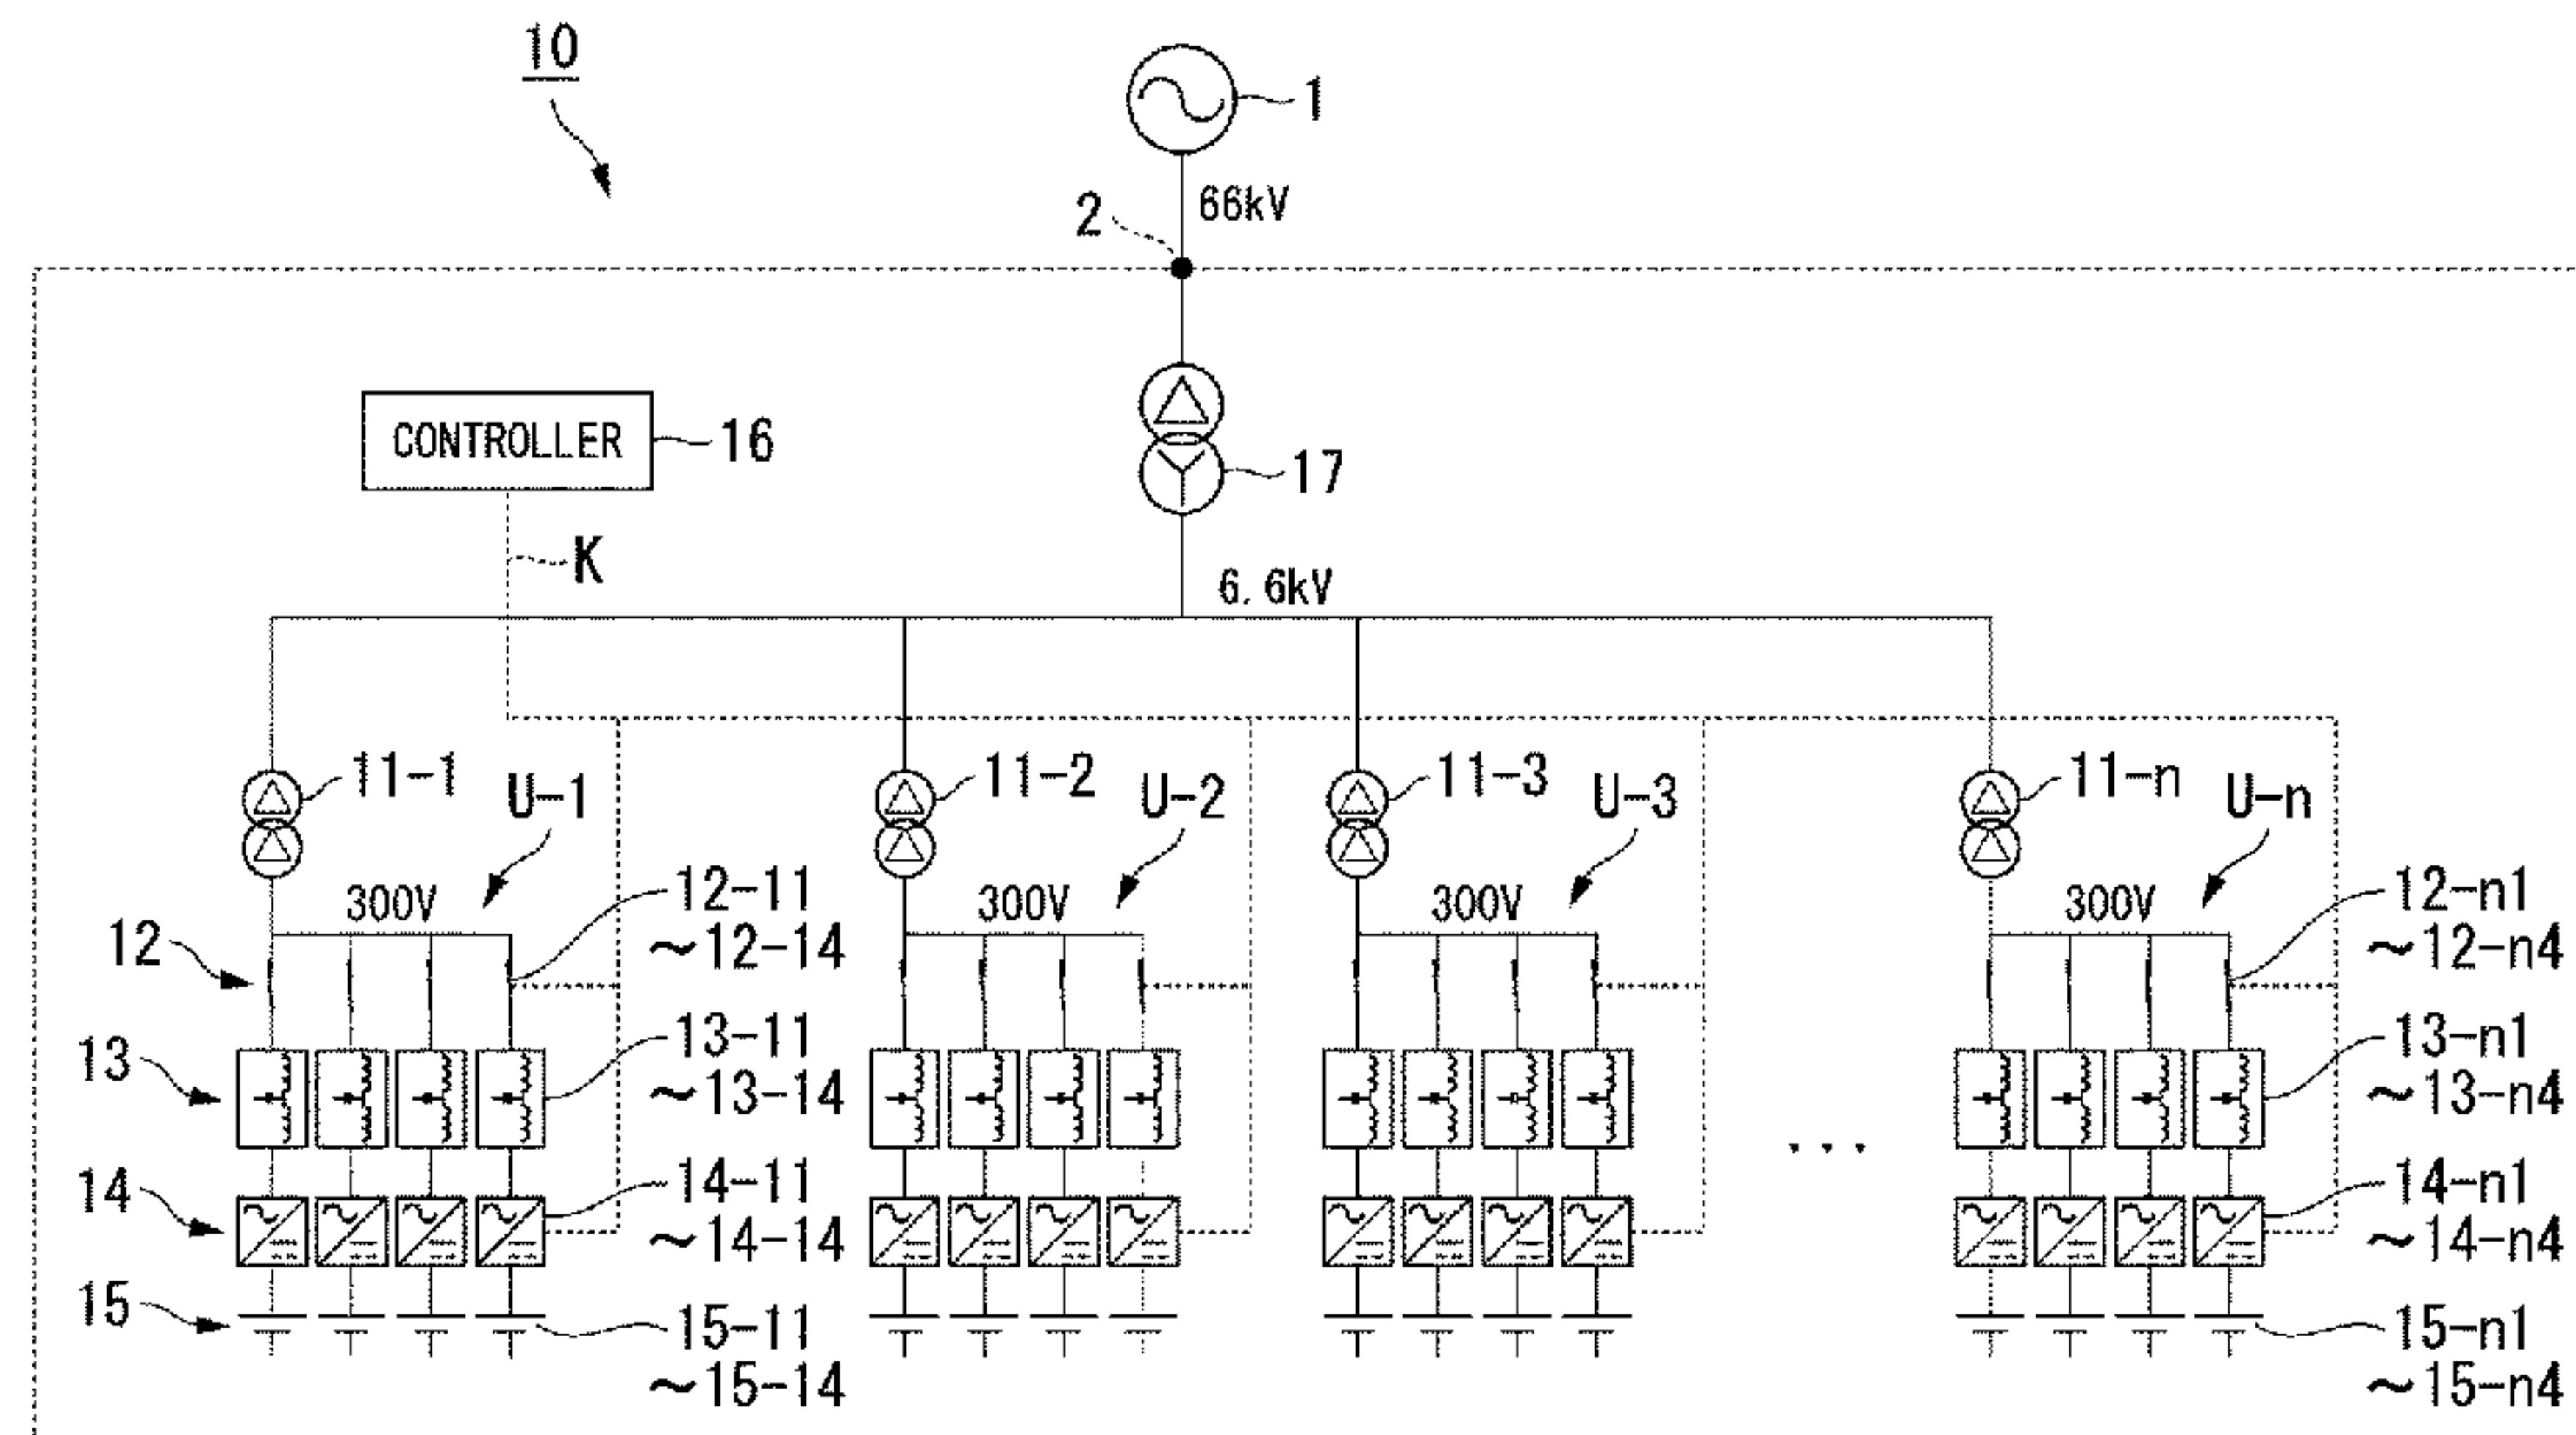 10
1
2
66kV
CONTROLLER
16
17
K
6.6kV
11-1
U-1
11-2
U-2
11-3
U-3
11-n
U-n
300V
300V
300V
300V
12
12-11
~12-14
12-n1
~12-n4
13
13-11
~13-14
13-n1
~13-n4
...
14
14-11
~14-14
14-n1
~14-n4
15
15-11
~15-14
15-n1
~15-n4